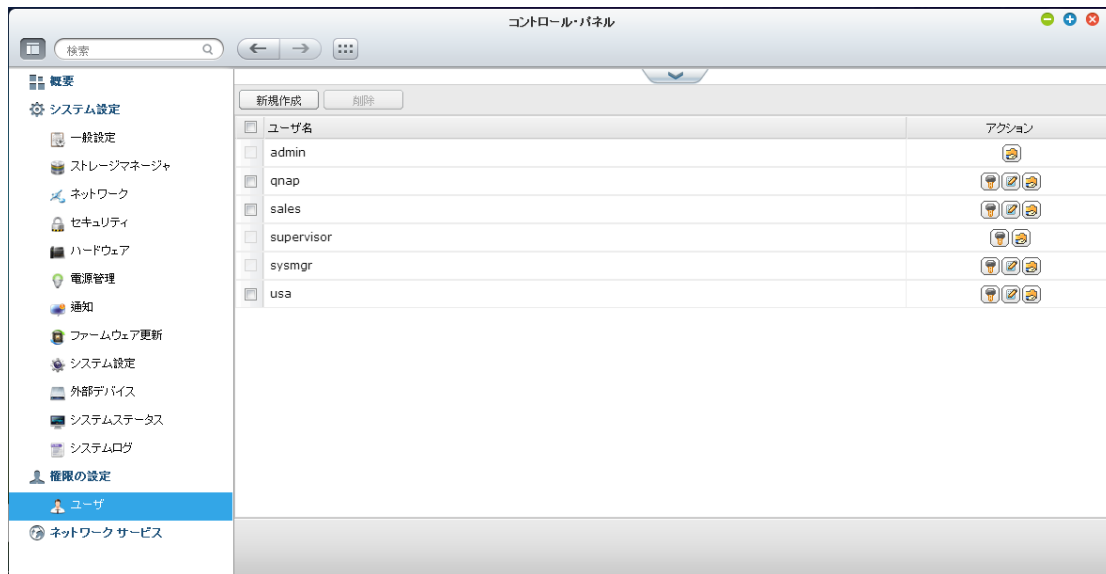 コントロール・パネル
検索
概要
システム設定
一般設定
ストレージマネージャ
ネットワーク
セキュリティ
ハードウェア
電源管理
通知
ファームウェア更新
システム設定
外部デバイス
システムステータス
システムログ
権限の設定
ユーザ
ネットワーク サービス
新規作成 削除
ユーザ名 アクション
admin
qnap
sales
supervisor
sysmgr
usa